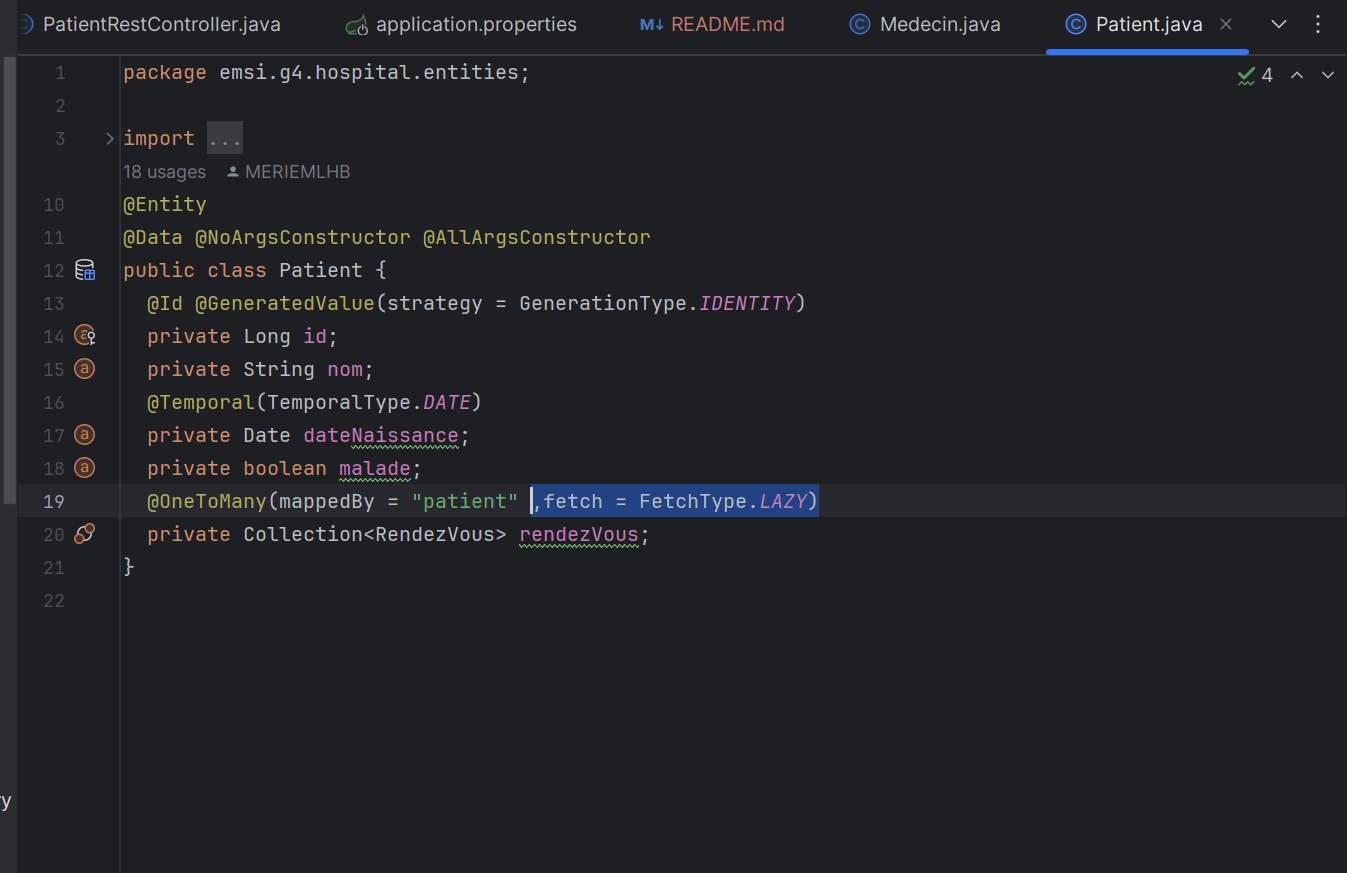 PatientRestController.java application.properties M↓ README.md C Medecin.java C Patient.java
1 package emsi.g4.hospital.entities; 4
2
3 import ...
18 usages MERIEMLHB
10 @Entity
11 @Data @NoArgsConstructor @AllArgsConstructor
12 public class Patient {
13 @Id @GeneratedValue(strategy = GenerationType.IDENTITY)
14 private Long id;
15 private String nom;
16 @Temporal(TemporalType.DATE)
17 private Date dateNaissance;
18 private boolean malade;
19 @OneToMany(mappedBy = "patient" ,fetch = FetchType.LAZY)
20 private Collection<RendezVous> rendezVous;
21 }
22
y